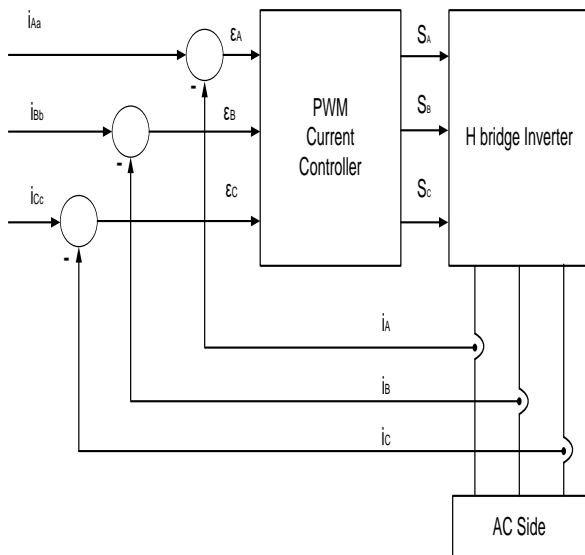 iAa
εA
SA
iBb
εB
SB
iCc
εC
SC
PWM
Current
Controller
H bridge Inverter
-
-
-
iA
iB
iC
AC Side